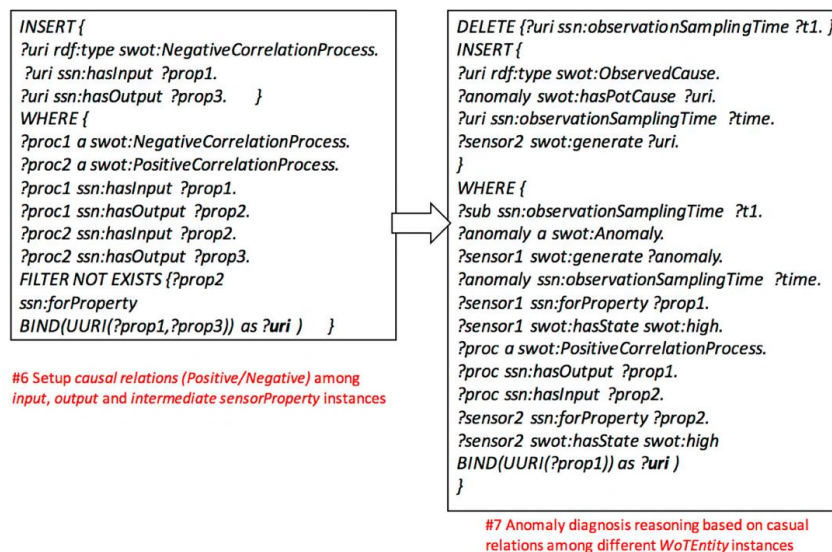 INSERT {
?uri rdf:type swot:NegativeCorrelationProcess.
?uri ssn:hasInput ?prop1.
?uri ssn:hasOutput ?prop3. }
WHERE {
?proc1 a swot:NegativeCorrelationProcess.
?proc2 a swot:PositiveCorrelationProcess.
?proc1 ssn:hasInput ?prop1.
?proc1 ssn:hasOutput ?prop2.
?proc2 ssn:hasInput ?prop2.
?proc2 ssn:hasOutput ?prop3.
FILTER NOT EXISTS {?prop2
ssn:forProperty
BIND(UURI(?prop1,?prop3)) as ?uri ) }
#6 Setup causal relations (Positive/Negative) among
input, output and intermediate sensorProperty instances
DELETE {?uri ssn:observationSamplingTime ?t1. }
INSERT {
?uri rdf:type swot:ObservedCause.
?anomaly swot:hasPotCause ?uri.
?uri ssn:observationSamplingTime ?time.
?sensor2 swot:generate ?uri.
}
WHERE {
?sub ssn:observationSamplingTime ?t1.
?anomaly a swot:Anomaly.
?sensor1 swot:generate ?anomaly.
?anomaly ssn:observationSamplingTime ?time.
?sensor1 ssn:forProperty ?prop1.
?sensor1 swot:hasState swot:high.
?proc a swot:PositiveCorrelationProcess.
?proc ssn:hasOutput ?prop1.
?proc ssn:hasInput ?prop2.
?sensor2 ssn:forProperty ?prop2.
?sensor2 swot:hasState swot:high
BIND(UURI(?prop1)) as ?uri )
}
#7 Anomaly diagnosis reasoning based on casual
relations among different WoTEntity instances